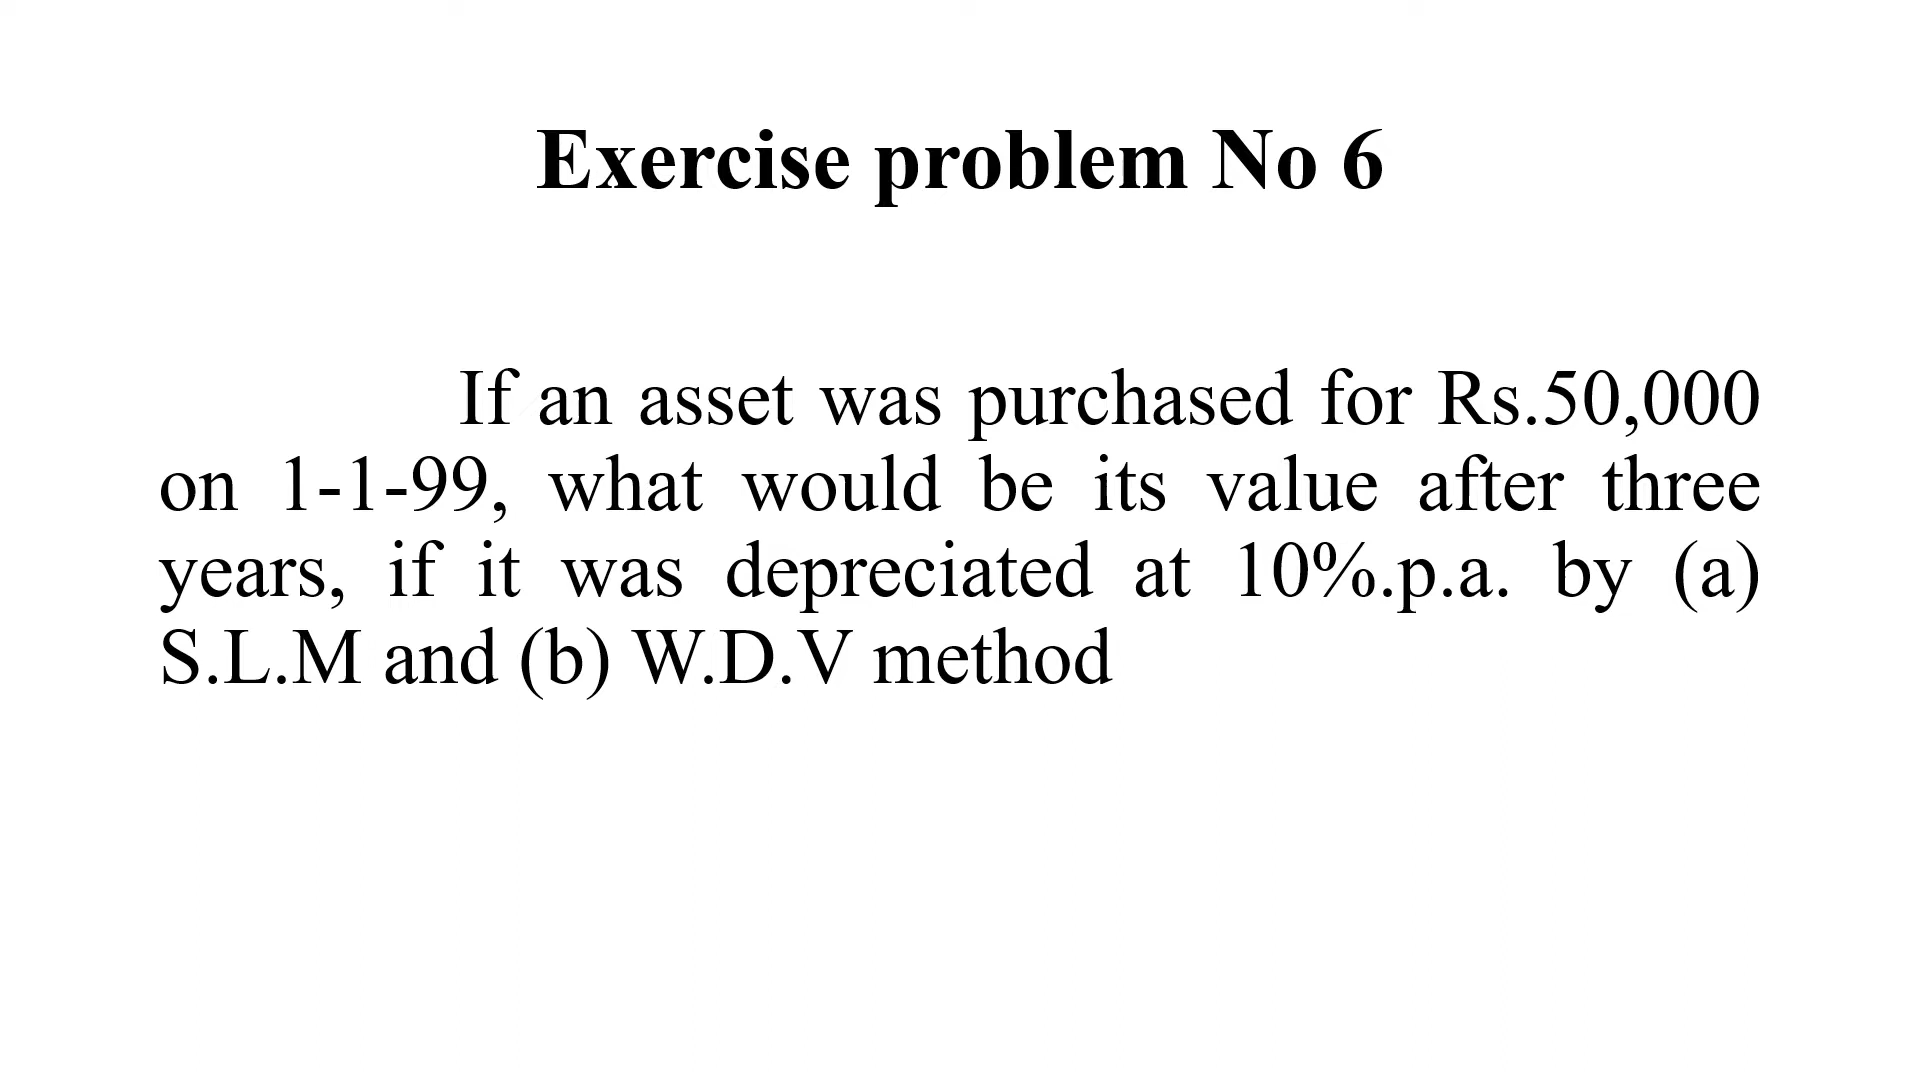 Exercise problem No 6
If an asset was purchased for Rs.50,000
on 1-1-99, what would be its value after three
years, if it was depreciated at 10%.p.a. by (a)
S.L.M and (b) W.D.V method